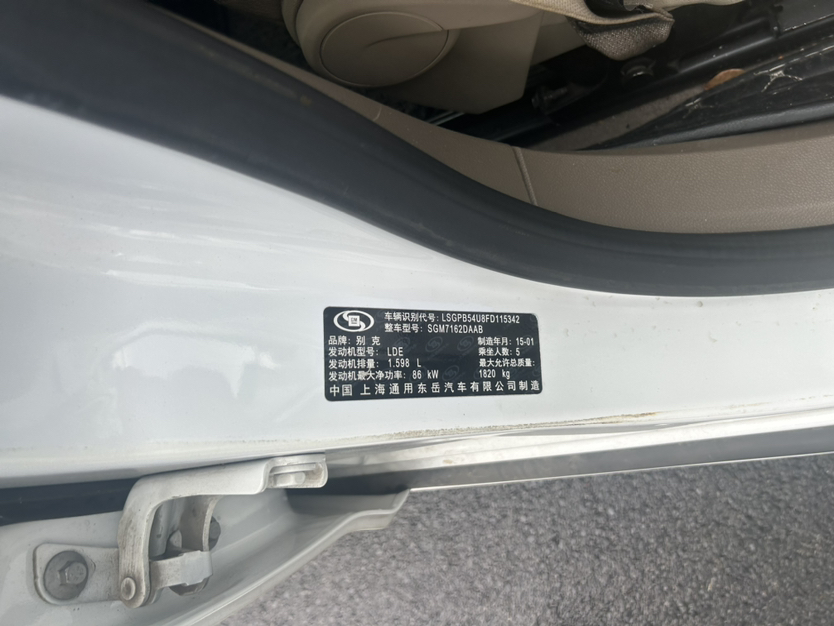 GM
车辆识别代号: LSGPB54U8FD115342
整车型号: SGM7162DAAB
品牌: 别 克 制造年月: 15-01
发动机型号: LDE 乘坐人数: 5
发动机排量: 1.598 L 最大允许总质量:
发动机最大净功率: 86 kW 1820 kg
中国 上海通用东岳汽车有限公司制造